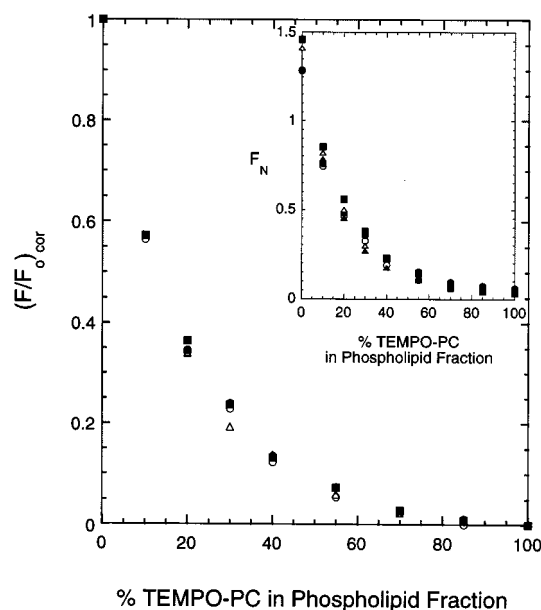 1
0.8
0.6
0.4
0.2
0
(F/F₀)cor
0 20 40 60 80 100
% TEMPO-PC in Phospholipid Fraction
1.5
1
0.5
0
F_N
0 20 40 60 80 100
% TEMPO-PC
in Phospholipid Fraction